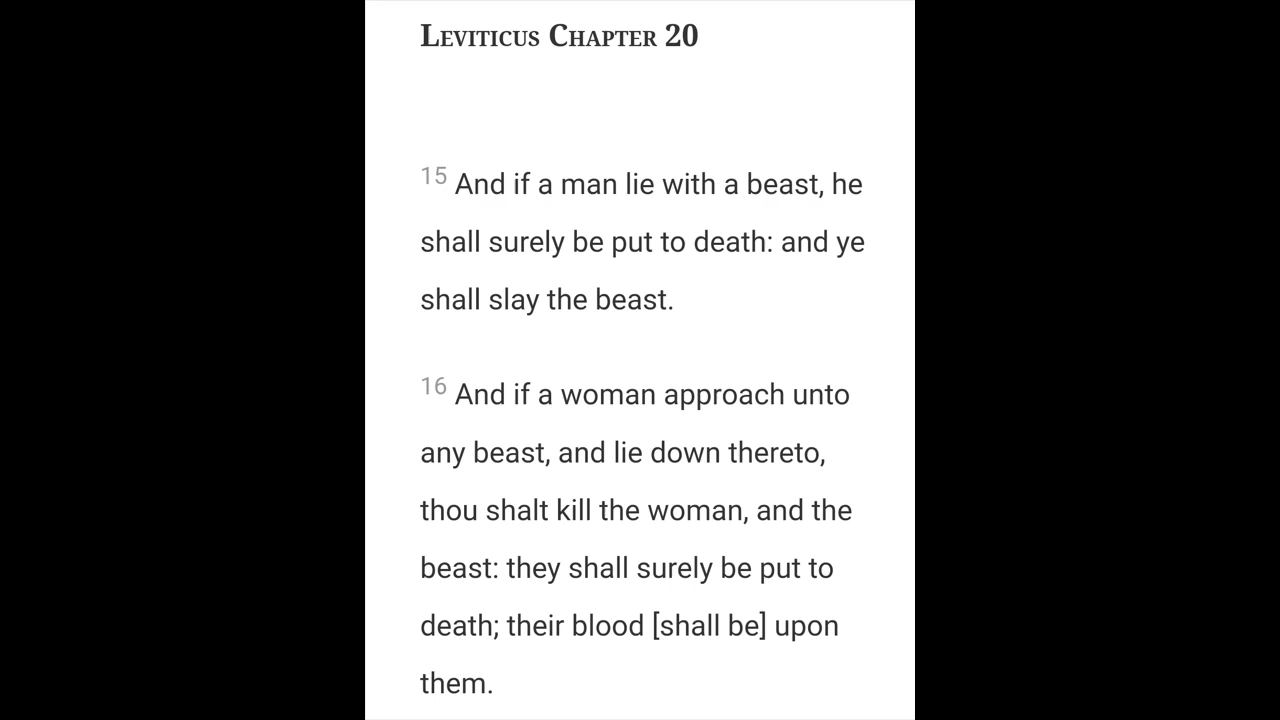 Leviticus Chapter 20
15 And if a man lie with a beast, he
shall surely be put to death: and ye
shall slay the beast.
16 And if a woman approach unto
any beast, and lie down thereto,
thou shalt kill the woman, and the
beast: they shall surely be put to
death; their blood [shall be] upon
them.